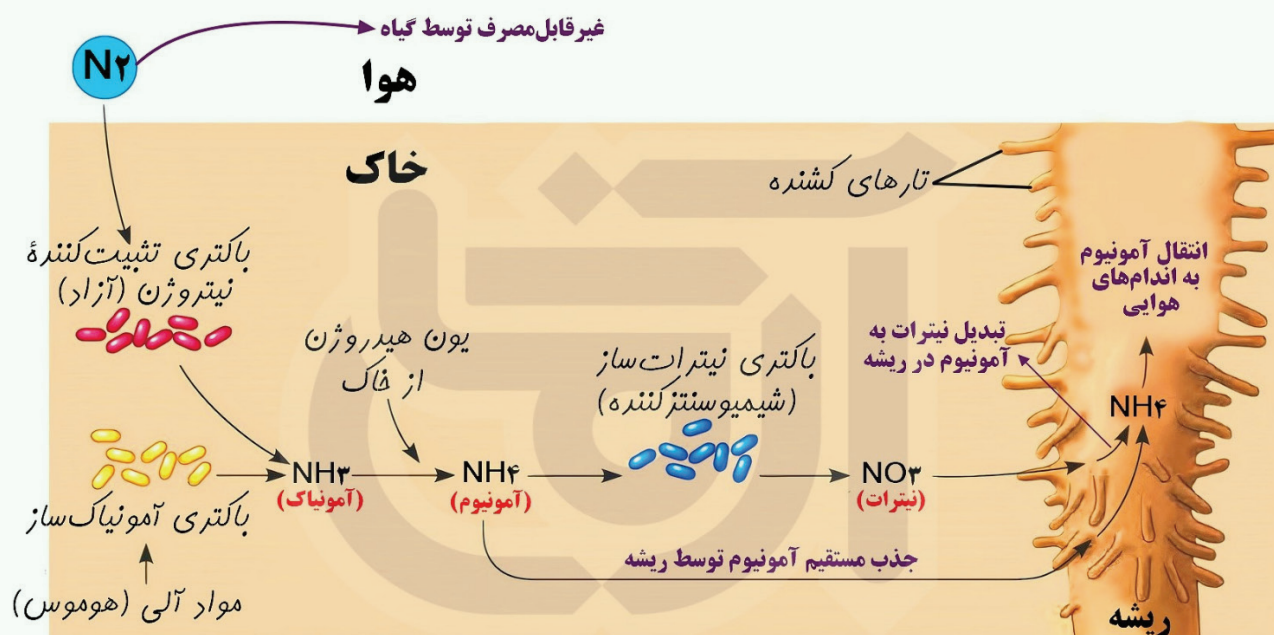 غیرقابل‌مصرف توسط گیاه
N۲
هوا
خاک
تارهای کشنده
باکتری تثبیت‌کنندهٔ
نیتروژن (آزاد)
انتقال آمونیوم
به اندام‌های
هوایی
یون هیدروژن
از خاک
باکتری نیترات‌ساز
(شیمیوسنتزکننده)
تبدیل نیترات به
آمونیوم در ریشه
NH۴
NH۳
(آمونیاک)
NH۴
(آمونیوم)
NO۳
(نیترات)
باکتری آمونیاک‌ساز
جذب مستقیم آمونیوم توسط ریشه
مواد آلی (هوموس)
ریشه